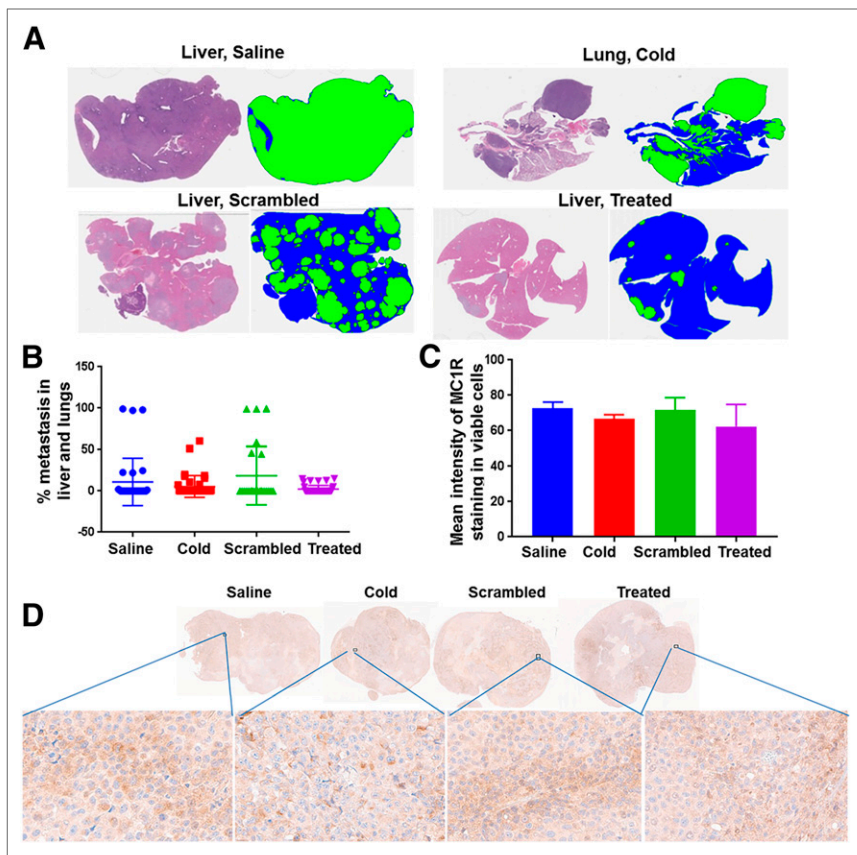 A
Liver, Saline
Lung, Cold
Liver, Scrambled
Liver, Treated
B
% metastasis in
liver and lungs
150
100
50
0
-50
Saline
Cold
Scrambled
Treated
C
Mean intensity of MC1R
staining in viable cells
100
80
60
40
20
0
Saline
Cold
Scrambled
Treated
D
Saline
Cold
Scrambled
Treated